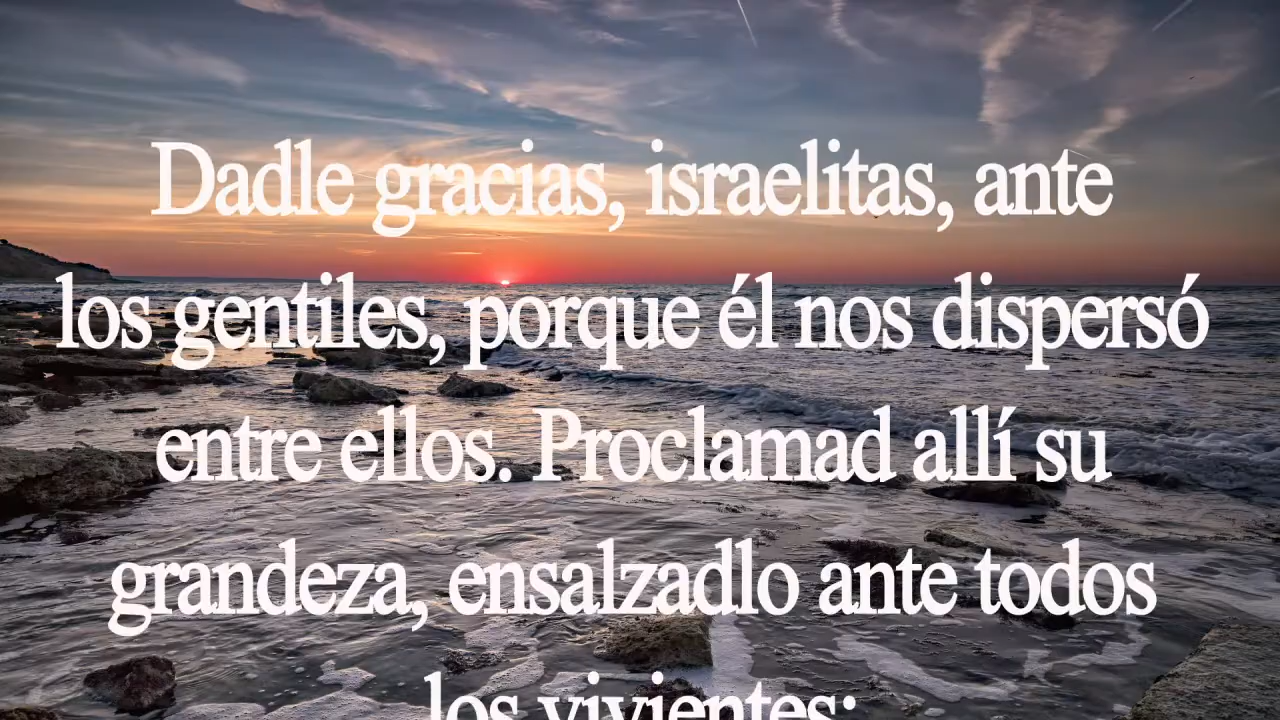 Dadle gracias, israelitas, ante
los gentiles, porque él nos dispersó
entre ellos. Proclamad allí su
grandeza, ensalzadlo ante todos
los vivientes: